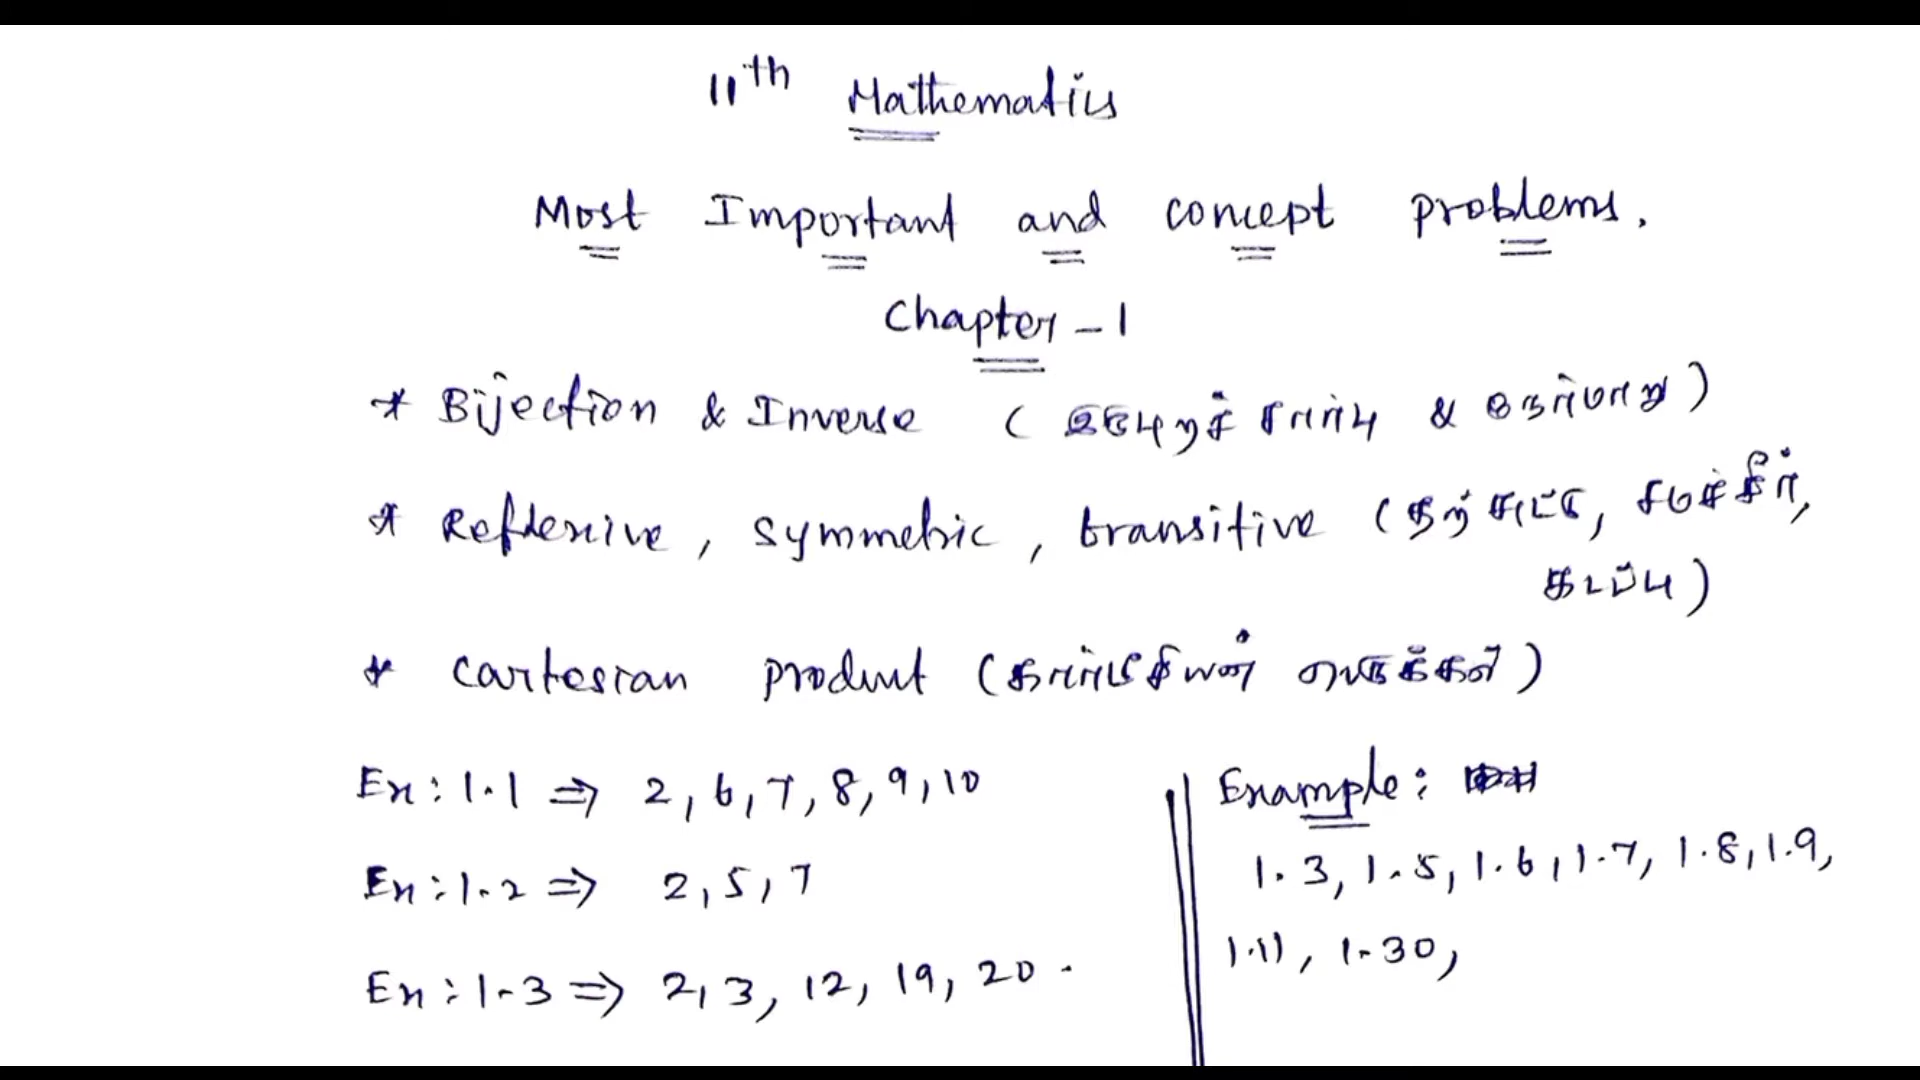 11th Mathematics
Most Important and concept problems.
Chapter - 1
* Bijection & Inverse ( இருபுறச் சார்பு & நேர்மாறு )
* Reflexive, symmetric, transitive ( தற்சுட்டு, சமச்சீர்,
கடப்பு )
* Cartesian product ( கார்டீசியன் பெருக்கள் )
Ex : 1.1 ⇒ 2, 6, 7, 8, 9, 10
Ex : 1.2 ⇒ 2, 5, 7
Ex : 1.3 ⇒ 2, 3, 12, 19, 20.
Example :
1.3, 1.5, 1.6, 1.7, 1.8, 1.9,
1.11, 1.30,